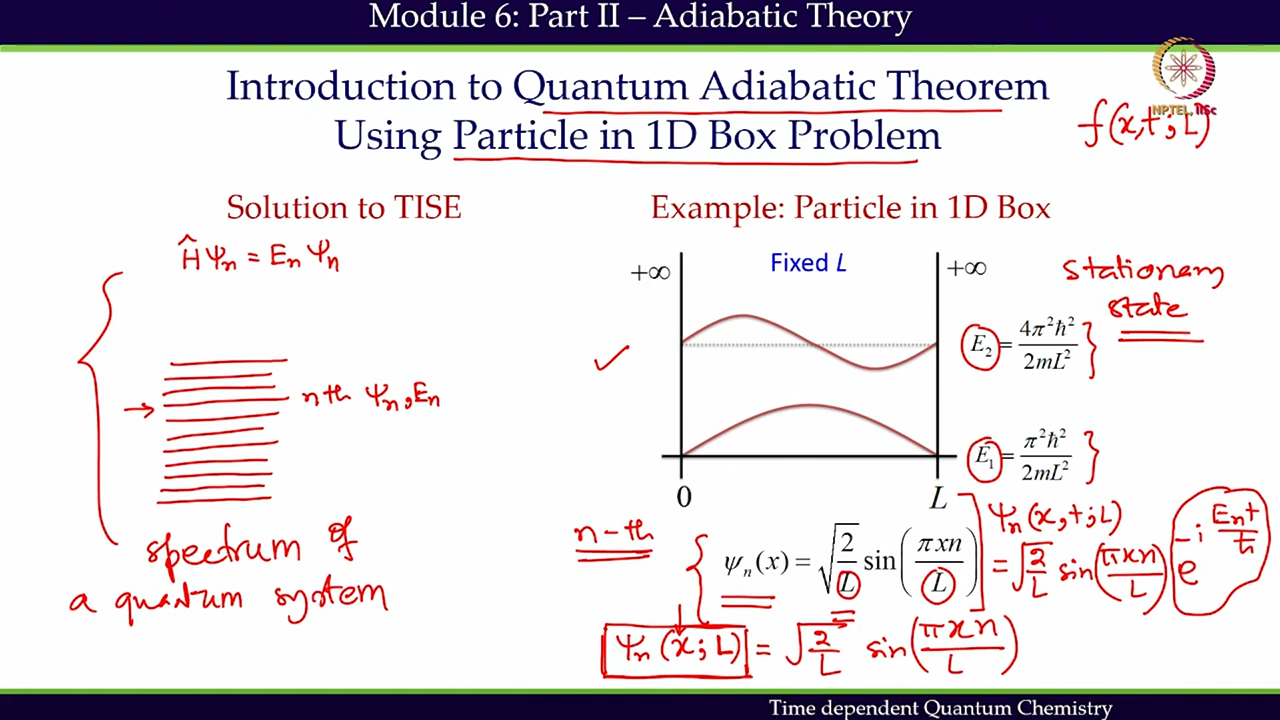 Module 6: Part II – Adiabatic Theory
Introduction to Quantum Adiabatic Theorem
Using Particle in 1D Box Problem
NPTEL, IISc
f(x,t;L)
Solution to TISE
Ĥψₙ = Eₙψₙ
nth ψₙ,Eₙ
spectrum of
a quantum system
Example: Particle in 1D Box
Fixed L
+∞
+∞
stationary
state
E₂ = 4π²ħ²/2mL²
E₁ = π²ħ²/2mL²
0
L
n-th
ψₙ(x) = √(2/L) sin(πxn/L)
ψₙ(x,t;L)
= √(2/L) sin(πxn/L) e^(-i Eₙt/ħ)
ψₙ(x;L) = √(2/L) sin(πxn/L)
Time dependent Quantum Chemistry